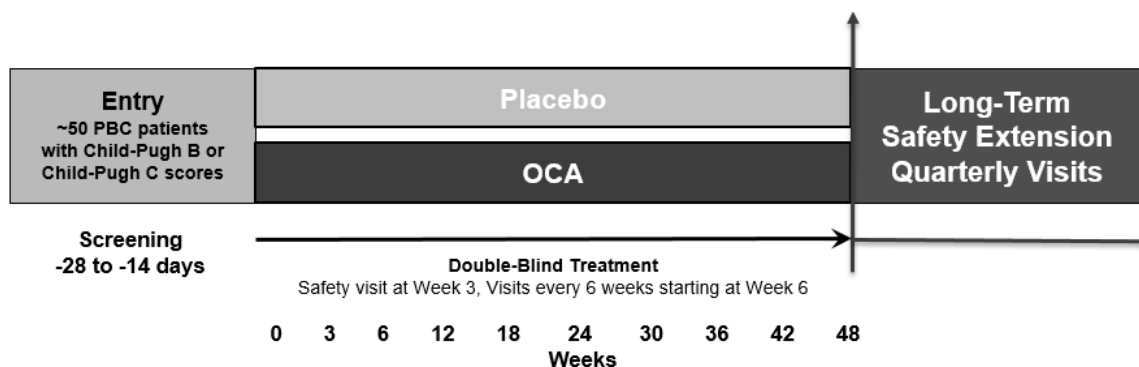 Entry
~50 PBC patients
with Child-Pugh B or
Child-Pugh C scores
Placebo
OCA
Long-Term
Safety Extension
Quarterly Visits
Screening
-28 to -14 days
Double-Blind Treatment
Safety visit at Week 3, Visits every 6 weeks starting at Week 6
0 3 6 12 18 24 30 36 42 48
Weeks